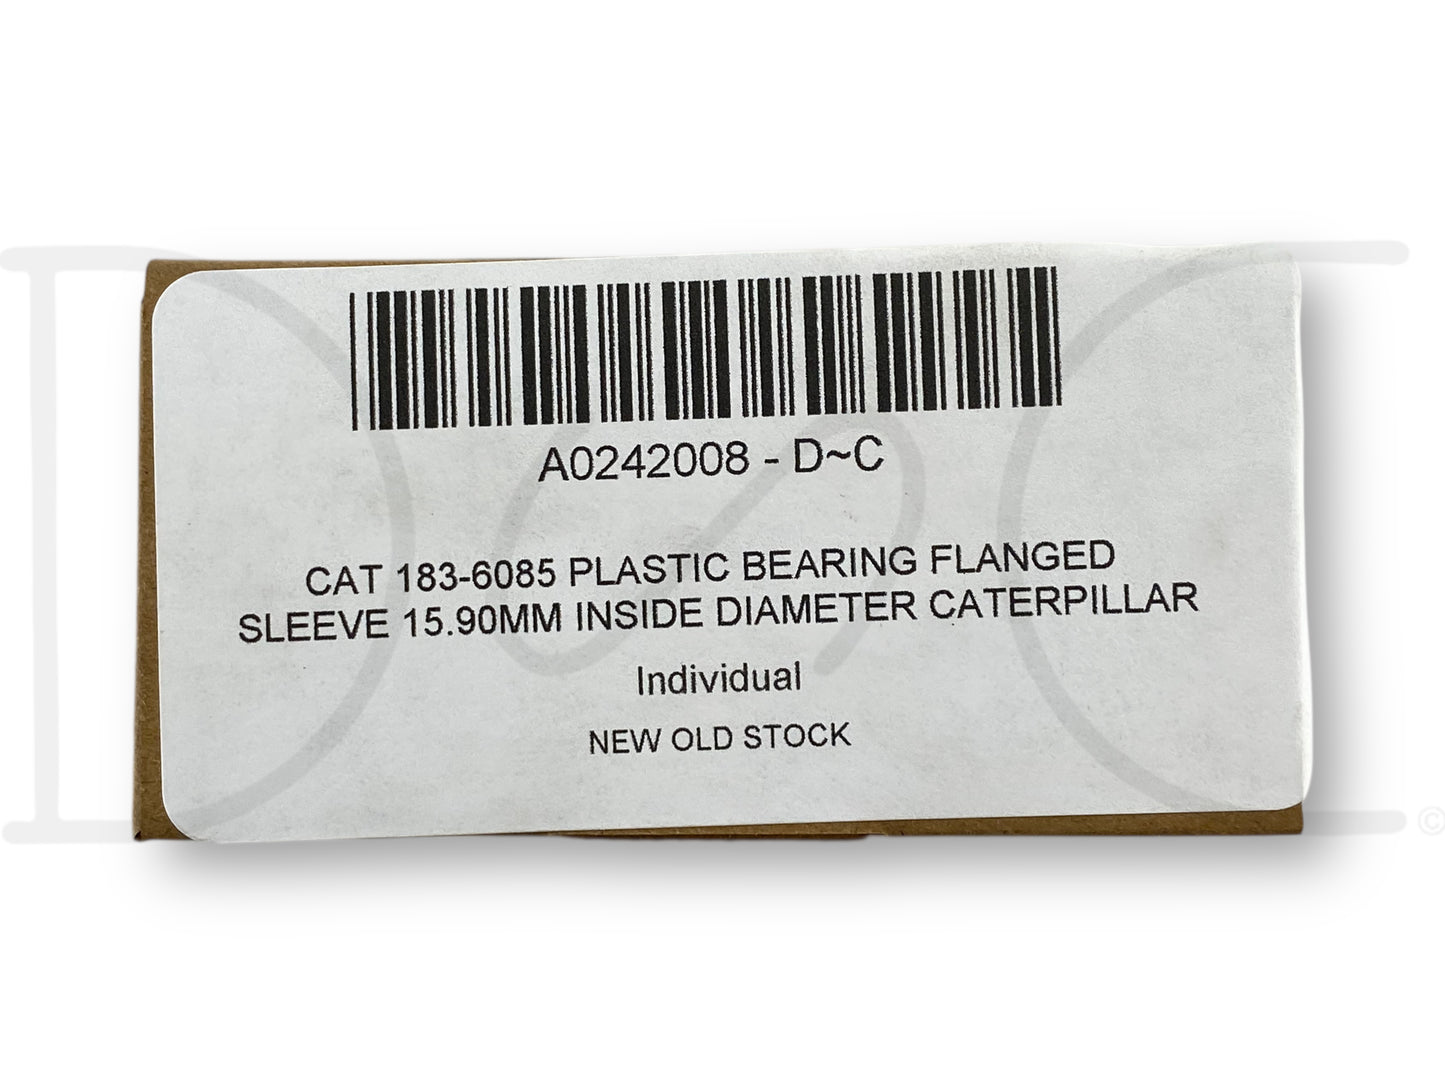 A0242008 - D~C
CAT 183-6085 PLASTIC BEARING FLANGED
SLEEVE 15.90MM INSIDE DIAMETER CATERPILLAR
Individual
NEW OLD STOCK
D~C
©